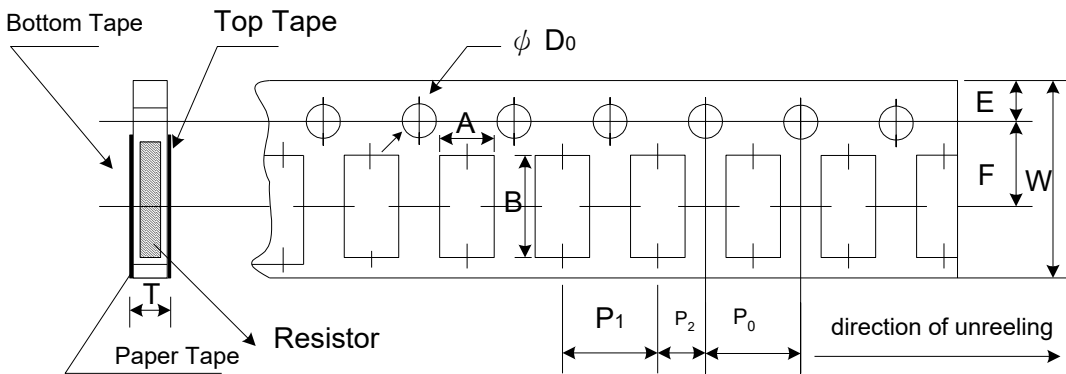 Bottom Tape
Top Tape
ψ D0
E
A
F
W
B
T
P1
P2
P0
direction of unreeling
Resistor
Paper Tape